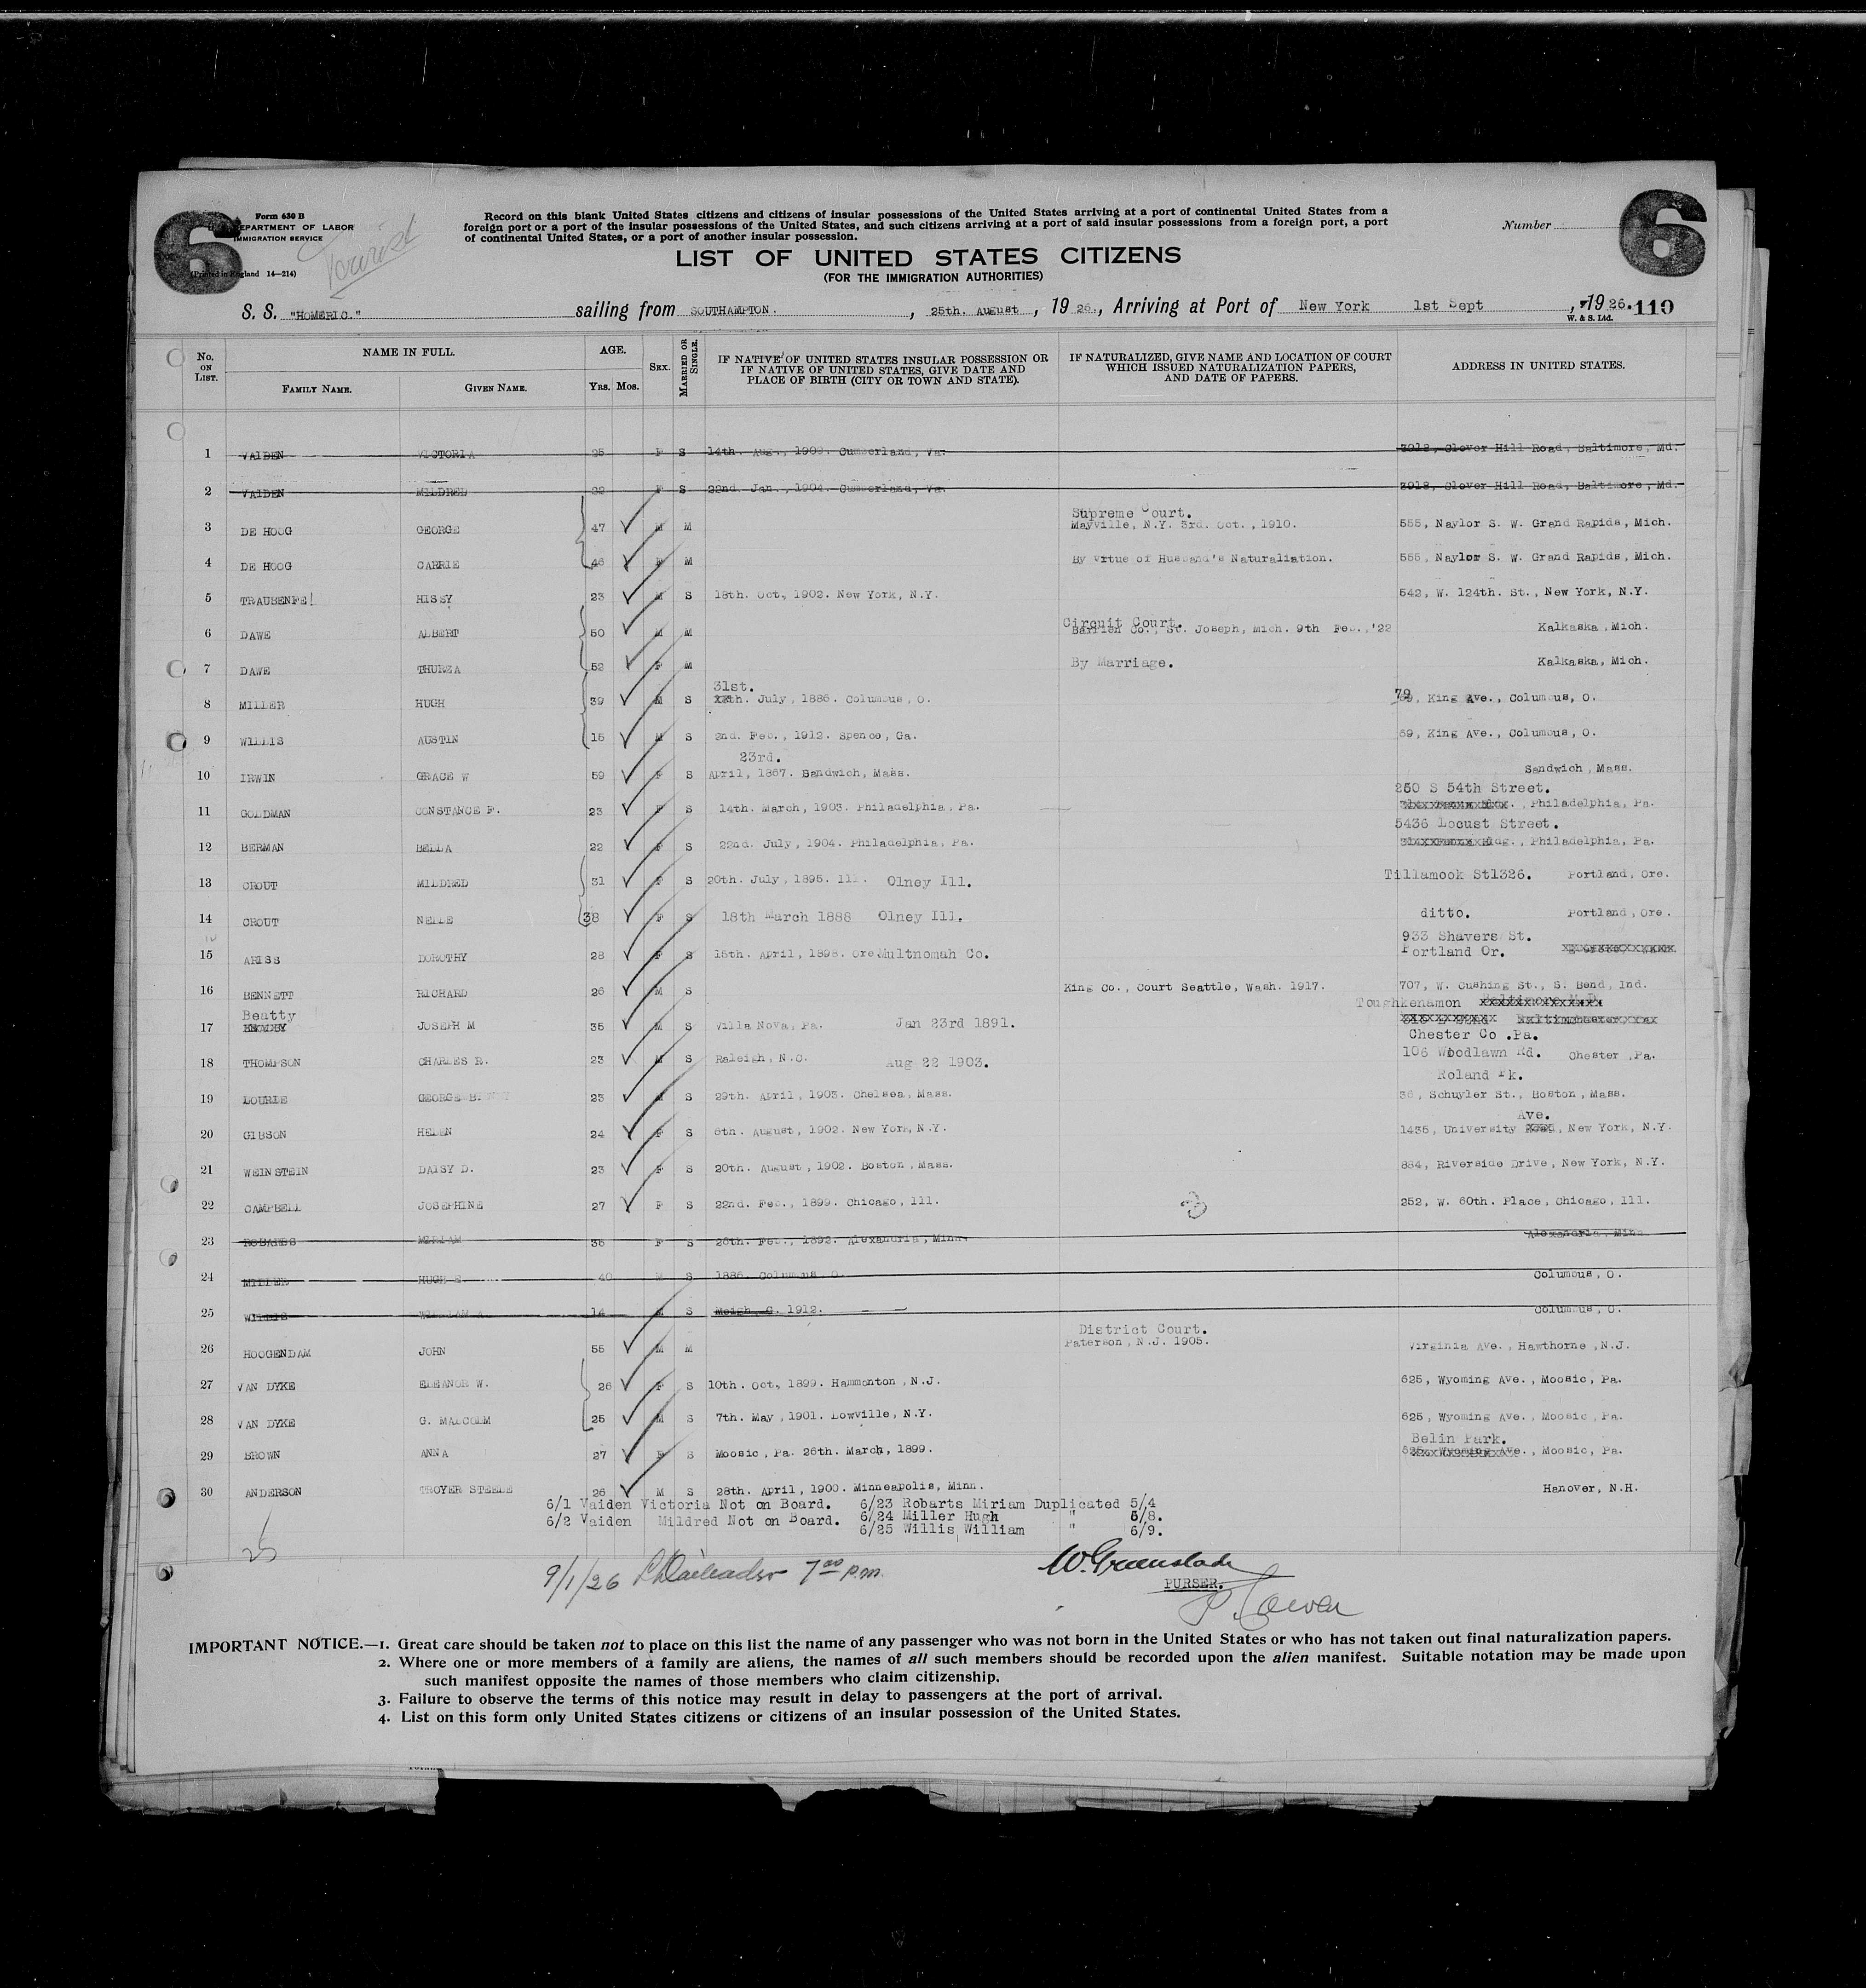 6
Form 630 B
DEPARTMENT OF LABOR
IMMIGRATION SERVICE
(Printed in England 14—214)
Tourist
Record on this blank United States citizens and citizens of insular possessions of the United States arriving at a port of continental United States from a
foreign port or a port of the insular possessions of the United States, and such citizens arriving at a port of said insular possessions from a foreign port, a port
of continental United States, or a port of another insular possession.
Number
6
LIST OF UNITED STATES CITIZENS
(FOR THE IMMIGRATION AUTHORITIES)
S. S. "HOMERIC." sailing from SOUTHAMPTON. , 25th. August , 19 26., Arriving at Port of New York 1st Sept , 19 26. 110
W. & S. Ltd.
No. ON LIST. NAME IN FULL. FAMILY NAME. GIVEN NAME. AGE. Yrs. Mos. SEX. MARRIED OR SINGLE. IF NATIVE OF UNITED STATES INSULAR POSSESSION OR IF NATIVE OF UNITED STATES, GIVE DATE AND PLACE OF BIRTH (CITY OR TOWN AND STATE). IF NATURALIZED, GIVE NAME AND LOCATION OF COURT WHICH ISSUED NATURALIZATION PAPERS, AND DATE OF PAPERS. ADDRESS IN UNITED STATES.
1 VAIDEN VICTORIA 25 F S 14th. Aug., 1900. Cumberland, Va. Clover Hill Road, Baltimore, Md.
2 VAIDEN MILDRED 22 F S 22nd. Jan., 1904. Cumberland, Va. Clover Hill Road, Baltimore, Md.
Supreme Court.
3 DE HOOG GEORGE 47 M M Mayville, N.Y. 3rd. Oct., 1910. 555, Naylor S. W. Grand Rapids, Mich.
4 DE HOOG CARRIE 46 F M By vrtue of Husband's Naturaliation. 555, Naylor S. W. Grand Rapids, Mich.
5 HISSY 23 M S 18th. Oct., 1902. New York, N.Y. 542, W. 124th. St., New York, N.Y.
Circuit Court.
6 DAWE ALBERT 50 M M Barrien Co., St. Joseph, Mich. 9th Feb.,'22 Kalkaska, Mich.
7 DAWE THUREA 52 F M By Marriage. Kalkaska, Mich.
31st. 79
8 MILLER HUGH 39 M S July, 1886. Columbus, O. King Ave., Columbus, O.
9 WILLIS AUSTIN 15 M S 2nd. Feb., 1912. Spence, Ga. 69, King Ave., Columbus, O.
23rd.
10 IRWIN GRACE W 59 F S April, 1867. Sandwich, Mass. Sandwich, Mass.
250 S 54th Street.
11 GOLDMAN CONSTANCE F. 23 F S 14th. March, 1903. Philadelphia, Pa. Philadelphia, Pa.
5436 Locust Street.
12 BERMAN BELLA 22 F S 22nd. July, 1904. Philadelphia, Pa. Bldg., Philadelphia, Pa.
13 CROUT MILDRED 31 F S 20th. July, 1895. Ill. Olney Ill. Tillamook St1326. Portland, Ore.
14 CROUT NELLE 38 F S 18th March 1888 Olney Ill. ditto. Portland, Ore.
933 Shavers St.
15 ARISS DOROTHY 28 F S 15th. April, 1898. Ore Multnomah Co. Portland Or.
16 BENNETT RICHARD 26 M S King Co., Court Seattle, Wash. 1917. 707, W. Cushing St., S. Bend, Ind.
Beatty Toughkenamon
17 JOSEPH M 35 M S Villa Nova, Pa. Jan 23rd 1891.
Chester Co .Pa.
18 THOMPSON CHARLES R. 23 M S Raleigh, N.C. Aug 22 1903. 106 Woodlawn Rd. Chester ,Pa.
Roland Pk.
19 LOURIE GEORGE B. 23 M S 29th. April, 1903. Chelsea, Mass. 36, Schuyler St., Boston, Mass.
Ave.
20 GIBSON HELEN 24 F S 6th. August, 1902. New York, N.Y. 1435, University , New York, N.Y.
21 WEINSTEIN DAISY D. 23 F S 20th. August, 1902. Boston, Mass. 884, Riverside Drive, New York, N.Y.
22 CAMPBELL JOSEPHINE 27 F S 22nd. Feb., 1899. Chicago, Ill. 252, W. 60th. Place, Chicago, Ill.
23 ROBARTS MIRIAM 36 F S 26th. Feb., 1892. Alexandria, Minn. Alexandria, Minn.
24 MILLER HUGH E. 40 M S 1886. Columbus, O. Columbus, O.
25 WILLIS WILLIAM A. 14 M S 1912. Columbus, O.
District Court.
26 HOOGENDAM JOHN 55 M M Paterson, N.J. 1905. Virginia Ave., Hawthorne, N.J.
27 VAN DYKE ELEANOR W. 26 F S 10th. Oct, 1899. Hammonton, N.J. 625, Wyoming Ave., Moosic, Pa.
28 VAN DYKE G. MALCOLM 25 M S 7th. May, 1901. Lowville, N.Y. 625, Wyoming Ave., Moosic, Pa.
Belin Park.
29 BROWN ANNA 27 F S Moosic, Pa. 26th. March, 1899. 625, Wyoming Ave., Moosic, Pa.
30 ANDERSON TROYER STEELE 26 M S 28th. April, 1900. Minneapolis, Minn. Hanover, N.H.
6/1 Vaiden Victoria Not on Board. 6/23 Robarts Miriam Duplicated 5/4
6/2 Vaiden Mildred Not on Board. 6/24 Miller Hugh " 6/8.
6/25 Willis William " 6/9.
25
9/1/26 7 00 p.m.
W. Greenslade
PURSER.
IMPORTANT NOTICE.—1. Great care should be taken not to place on this list the name of any passenger who was not born in the United States or who has not taken out final naturalization papers.
2. Where one or more members of a family are aliens, the names of all such members should be recorded upon the alien manifest. Suitable notation may be made upon
such manifest opposite the names of those members who claim citizenship.
3. Failure to observe the terms of this notice may result in delay to passengers at the port of arrival.
4. List on this form only United States citizens or citizens of an insular possession of the United States.